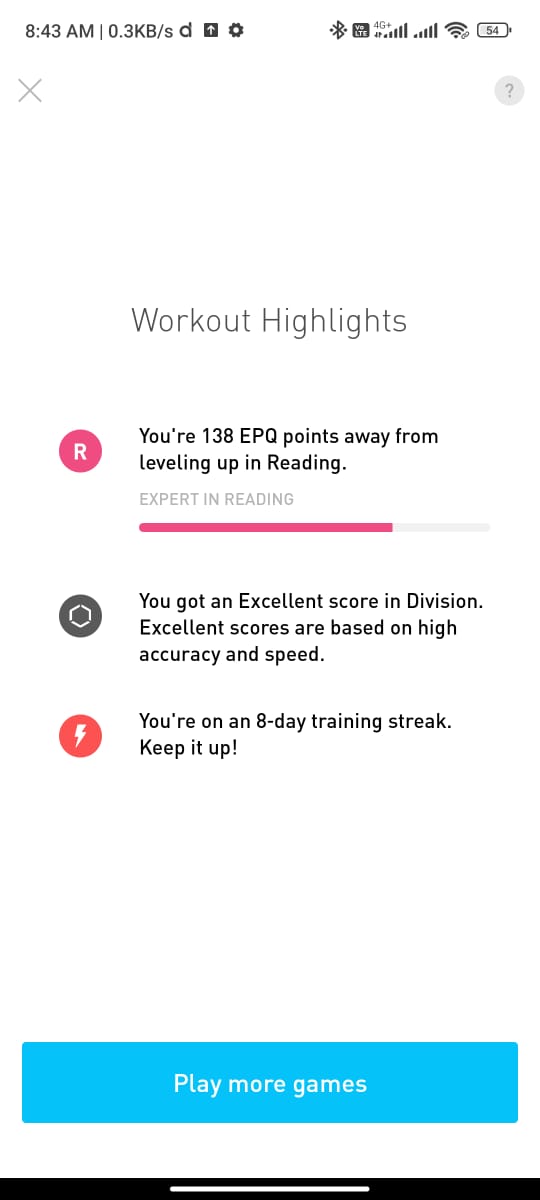 8:43 AM | 0.3KB/s d
Vo LTE 4G+ 54
?
Workout Highlights
R
You're 138 EPQ points away from
leveling up in Reading.
EXPERT IN READING
You got an Excellent score in Division.
Excellent scores are based on high
accuracy and speed.
You're on an 8-day training streak.
Keep it up!
Play more games